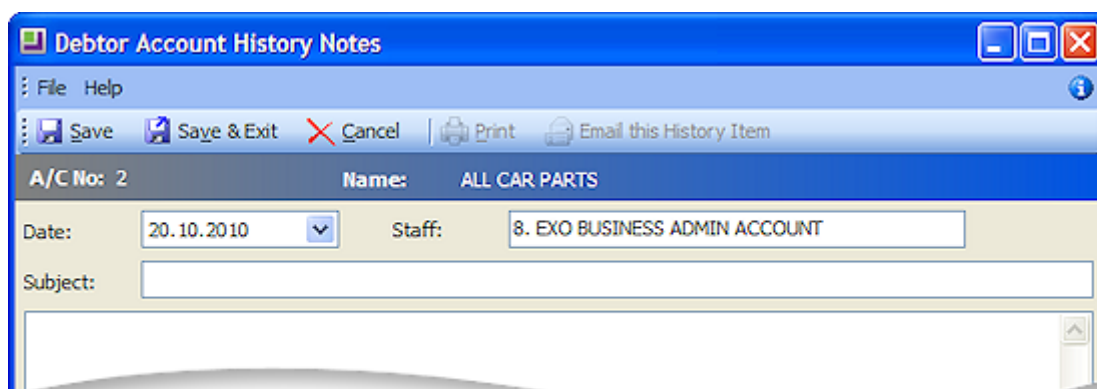 Debtor Account History Notes
File Help
Save Save & Exit Cancel Print Email this History Item
A/C No: 2 Name: ALL CAR PARTS
Date: 20.10.2010 Staff: 8. EXO BUSINESS ADMIN ACCOUNT
Subject: